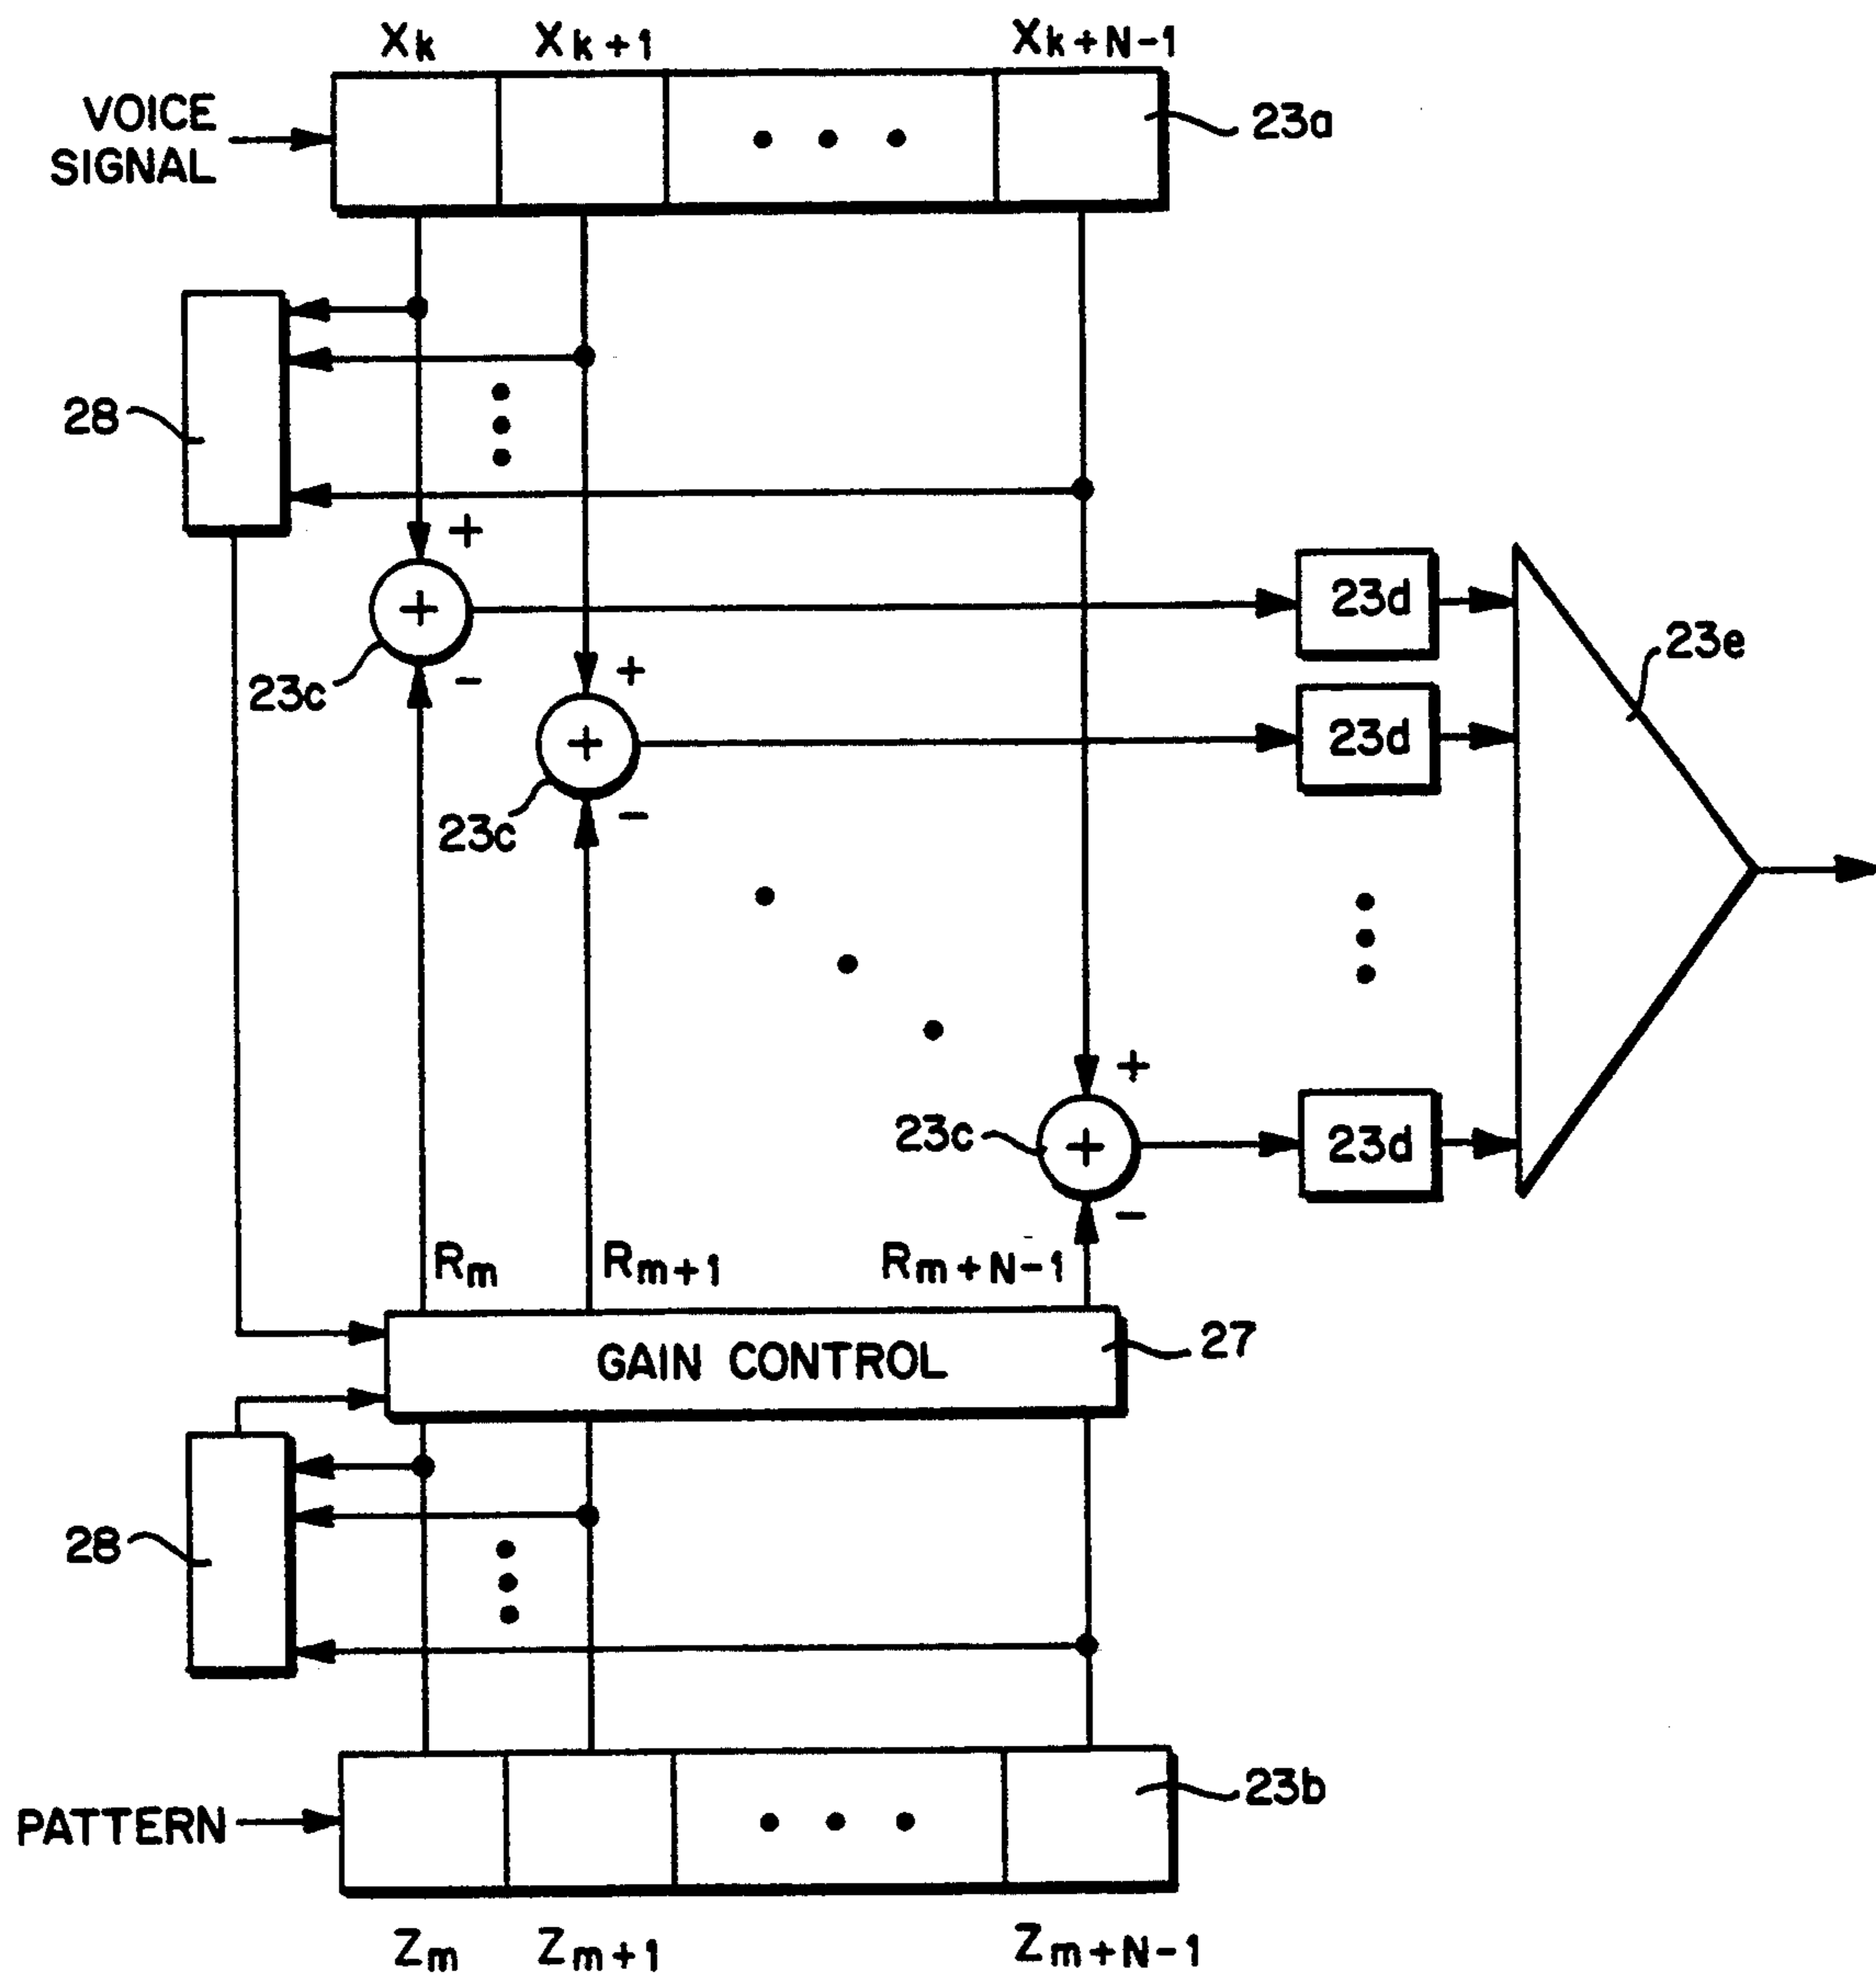 Xk Xk+1 Xk+N-1
VOICE
SIGNAL
23a
28
+
+
23d
23e
23c
-
+
+
23d
23c
-
+
23c
+
23d
-
Rm Rm+1 Rm+N-1
GAIN CONTROL
27
28
23b
PATTERN
Zm Zm+1 Zm+N-1